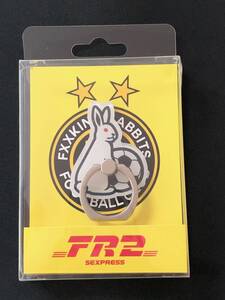 FXXKIN
ABBITS
FO
BALL
FR2
SEXPRESS